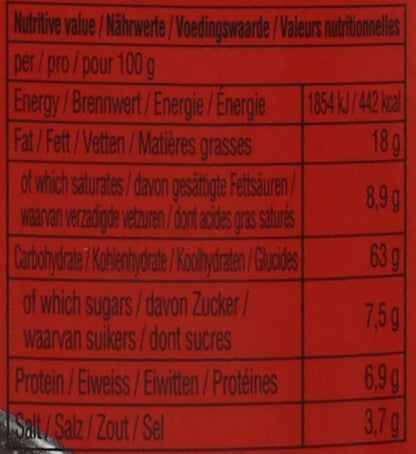 Nutritive value / Nährwerte / Voedingswaarde / Valeurs nutritionnelles
per / pro / pour 100 g
Energy / Brennwert / Energie / Énergie 1854 kJ / 442 kcal
Fat / Fett / Vetten / Matières grasses 18 g
of which saturates / davon gesättigte Fettsäuren /
waarvan verzadigde vetzuren / dont acides gras saturés 8,9 g
Carbohydrate / Kohlenhydrate / Koolhydraten / Glucides 63 g
of which sugars / davon Zucker /
waarvan suikers / dont sucres 7,5 g
Protein / Eiweiss / Eiwitten / Protéines 6,9 g
Salt / Salz / Zout / Sel 3,7 g